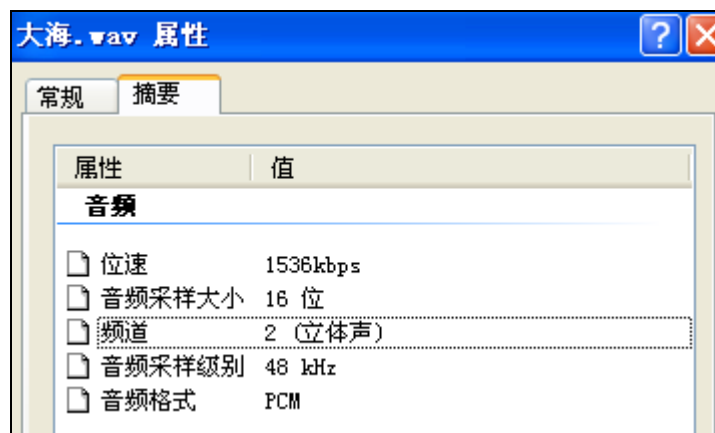 大海.wav 属性
常规 摘要
属性 值
音频
位速 1536kbps
音频采样大小 16 位
频道 2 (立体声)
音频采样级别 48 kHz
音频格式 PCM